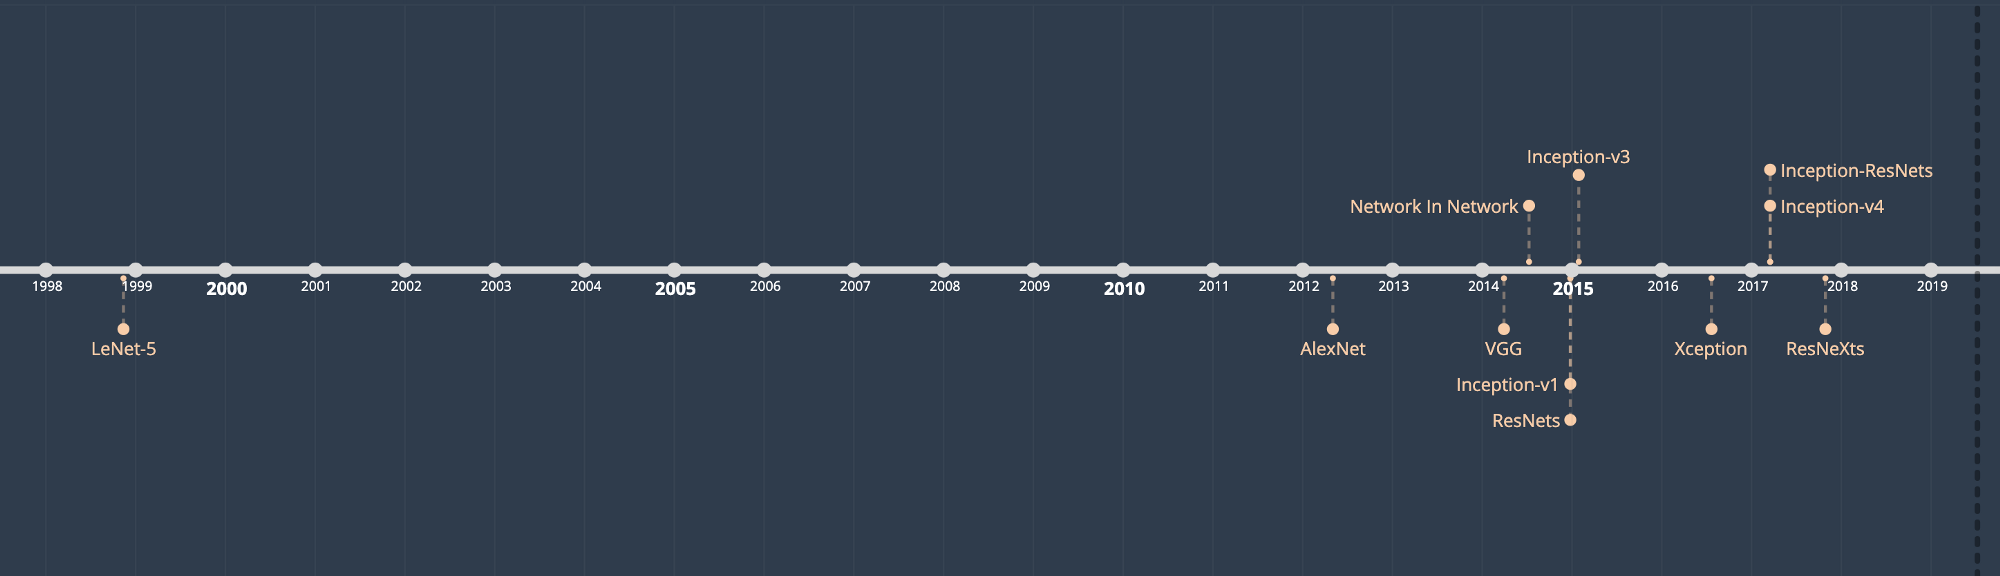 Inception-v3
Inception-ResNets
Network In Network
Inception-v4
1998 1999 2000 2001 2002 2003 2004 2005 2006 2007 2008 2009 2010 2011 2012 2013 2014 2015 2016 2017 2018 2019
LeNet-5 AlexNet VGG Xception ResNeXts
Inception-v1
ResNets